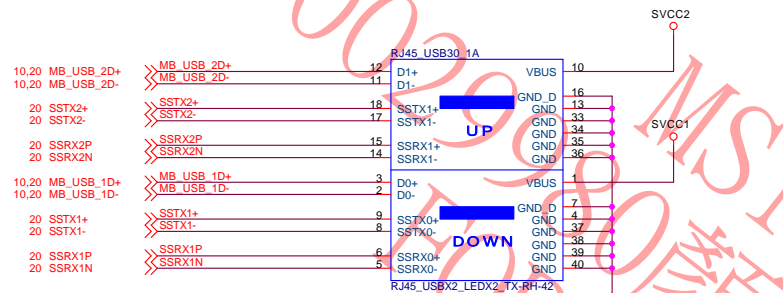 SVCC2
RJ45_USB30_1A
10,20 MB_USB_2D+ MB_USB_2D+ 12 D1+ VBUS 10
10,20 MB_USB_2D- MB_USB_2D- 11 D1-
GND_D 16
20 SSTX2+ SSTX2+ 18 SSTX1+ GND 13
20 SSTX2- SSTX2- 17 SSTX1- GND 33
UP GND 34
SVCC1
20 SSRX2P SSRX2P 15 SSRX1+ GND 35
20 SSRX2N SSRX2N 14 SSRX1- GND 36
10,20 MB_USB_1D+ MB_USB_1D+ 3 D0+ VBUS 1
10,20 MB_USB_1D- MB_USB_1D- 2 D0-
GND_D 7
20 SSTX1+ SSTX1+ 9 SSTX0+ GND 4
20 SSTX1- SSTX1- 8 SSTX0- GND 37
DOWN GND 38
20 SSRX1P SSRX1P 6 SSRX0+ GND 39
20 SSRX1N SSRX1N 5 SSRX0- GND 40
RJ45_USBX2_LEDX2_TX-RH-42